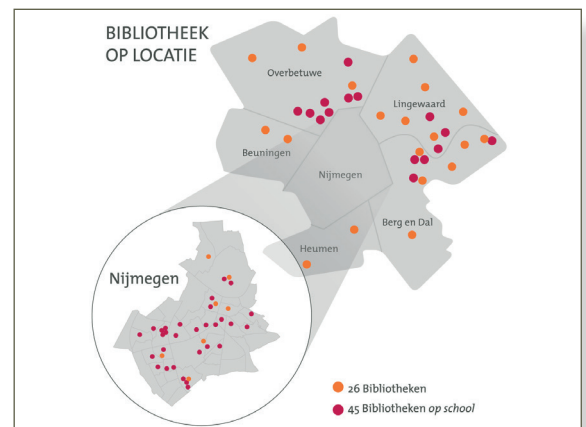 BIBLIOTHEEK
OP LOCATIE
Overbetuwe
Lingewaard
Beuningen
Nijmegen
Berg en Dal
Heumen
Nijmegen
26 Bibliotheken
45 Bibliotheken op school